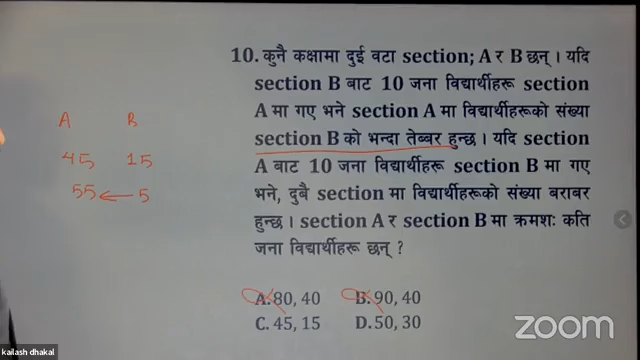 10. कुनै कक्षामा दुई वटा section; A र B छन् । यदि
section B बाट 10 जना विद्यार्थीहरू section
A मा गए भने section A मा विद्यार्थीहरूको संख्या
section B को भन्दा तेब्बर हुन्छ । यदि section
A बाट 10 जना विद्यार्थीहरू section B मा गए
भने, दुबै section मा विद्यार्थीहरूको संख्या बराबर
हुन्छ । section A र section B मा क्रमशः कति
जना विद्यार्थीहरू छन् ?
A B
45 15
55 ← 5
A. 80, 40 B. 90, 40
C. 45, 15 D. 50, 30
zoom
kailash dhakal